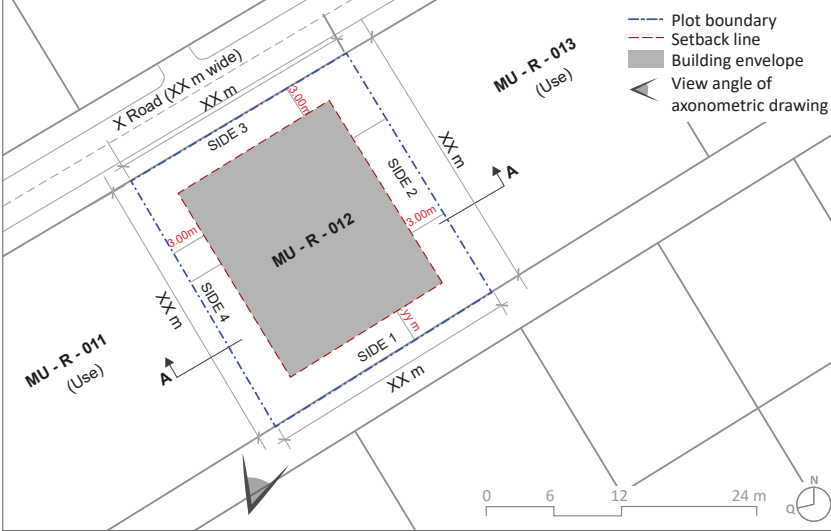 Plot boundary
Setback line
Building envelope
View angle of
axonometric drawing
MU - R - 013
(Use)
X Road (XX m wide)
XX m
3.00m
SIDE 3
XX m
SIDE 2
A
3.00m
MU - R - 012
3.00m
SIDE 4
XX m
yy m
SIDE 1
MU - R - 011
(Use)
A
XX m
0 6 12 24 m
N
Q